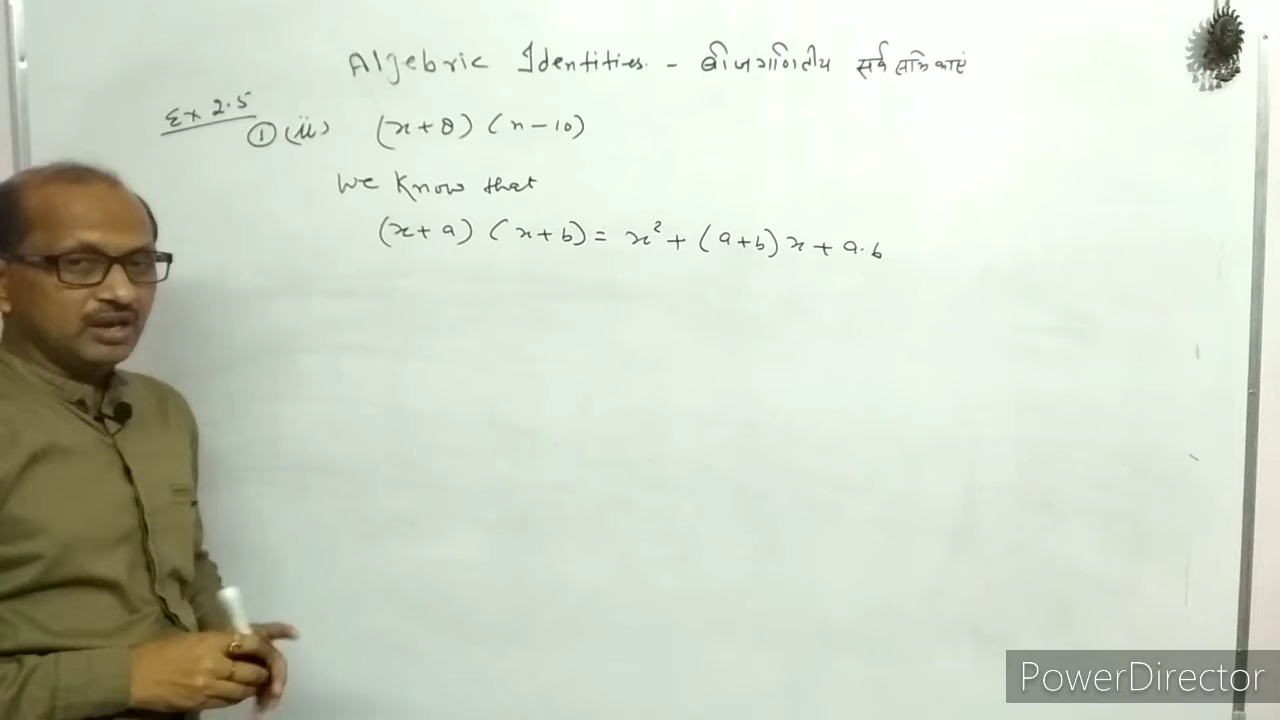 Algebric Identities. - बीजगणितीय सर्वसमिकाएं
Ex 2.5
① (ii) (x + 8) (x - 10)
We know that
(x + a) (x + b) = x² + (a + b) x + a.b
PowerDirector